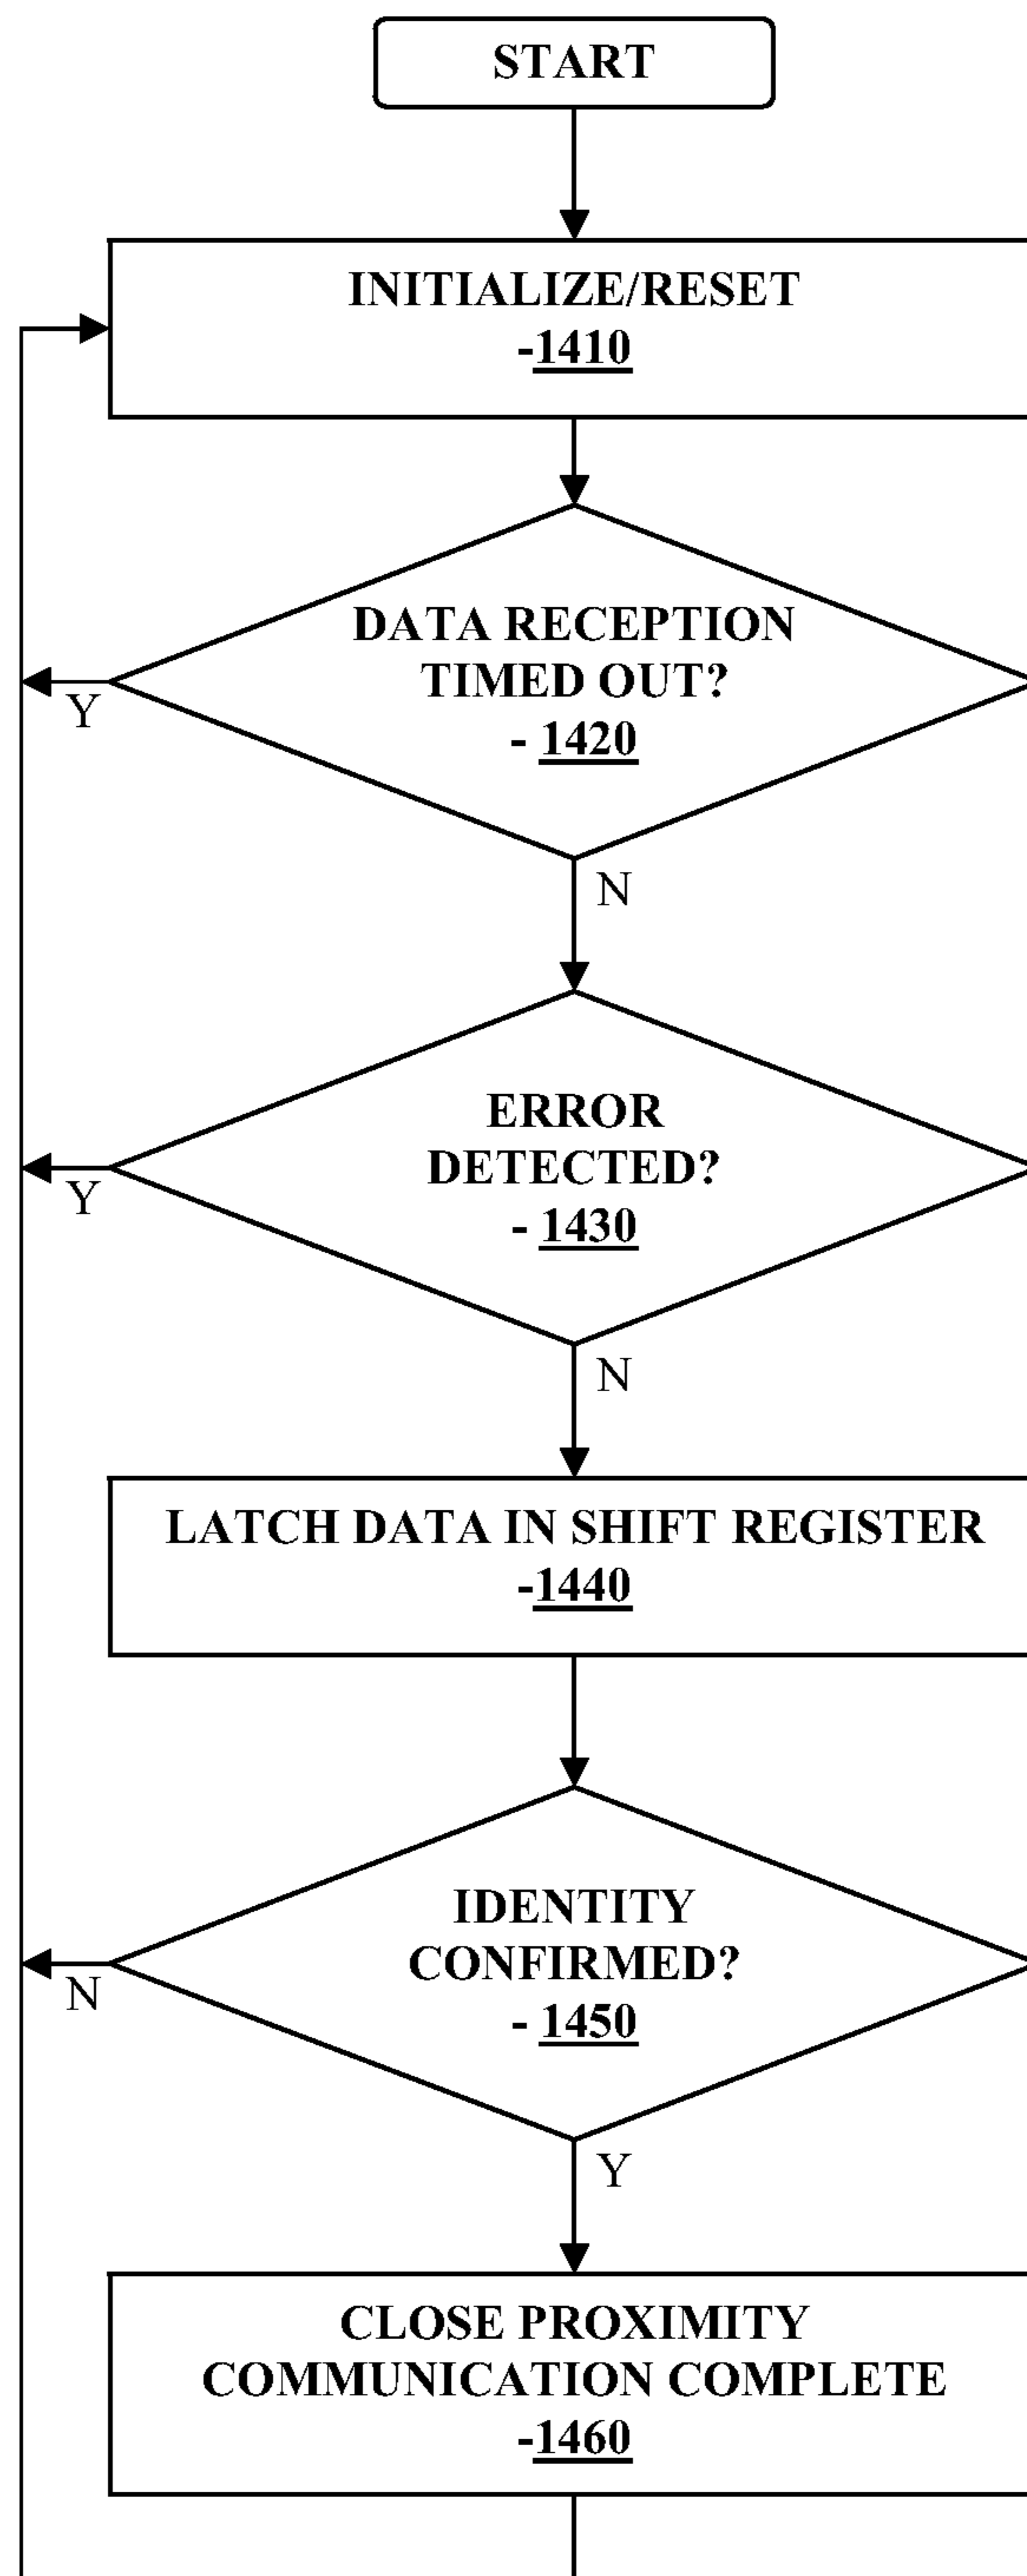 START
INITIALIZE/RESET
-1410
DATA RECEPTION
TIMED OUT?
- 1420
Y
N
ERROR
DETECTED?
- 1430
Y
N
LATCH DATA IN SHIFT REGISTER
-1440
IDENTITY
CONFIRMED?
- 1450
N
Y
CLOSE PROXIMITY
COMMUNICATION COMPLETE
-1460